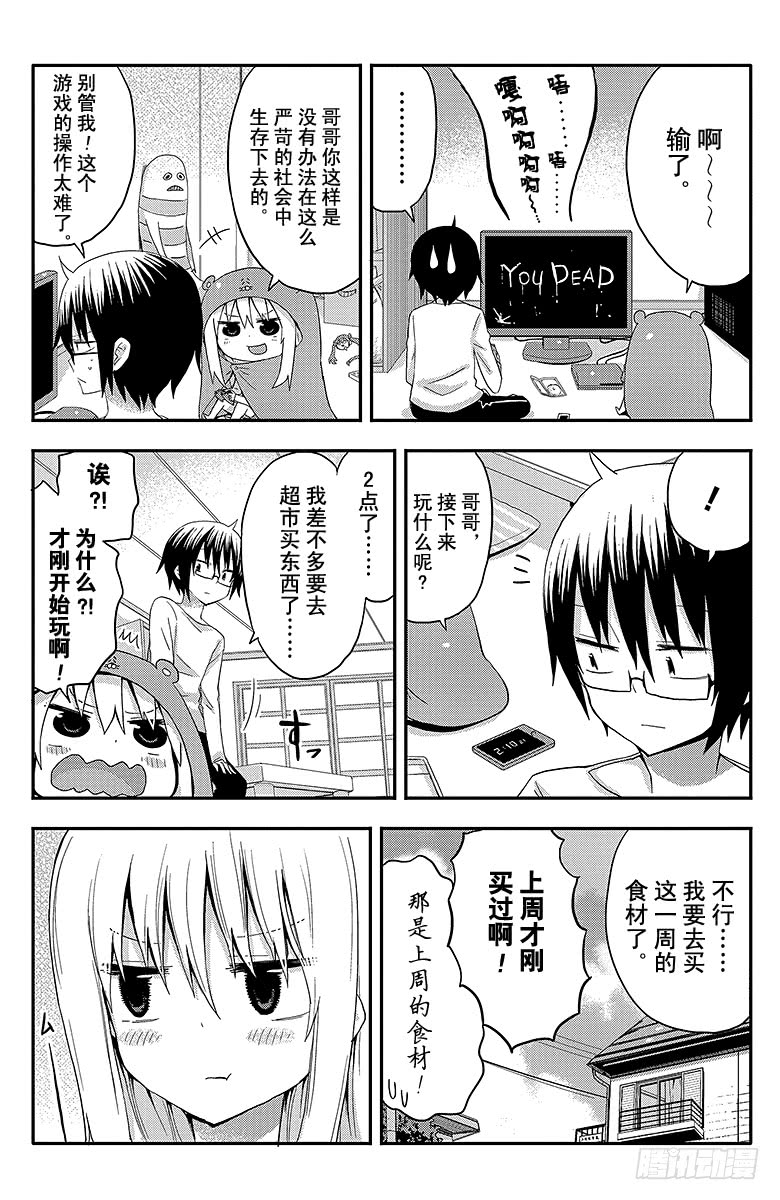 啊～～～～
输了。
唔……
唔……
嘎啊啊啊啊～
………
YOU DEAD
哥哥你这样是
没有办法在这么
严苛的社会中
生存下去的。
别管我！这个
游戏的操作太
难了。
！
哥哥，
接下来
玩什么呢？
2:10
2点了……
我差不多要去
超市买东西了……
すっ
诶?!
为什么?!
才刚开始玩啊！
不行……
我要去买
这一周的
食材了。
上周才刚
买过啊！
那是上周的食材！
腾讯动漫